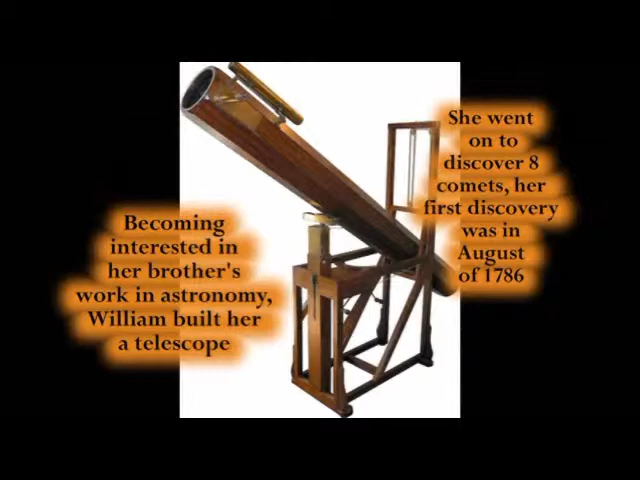 Becoming
interested in
her brother's
work in astronomy,
William built her
a telescope
She went
on to
discover 8
comets, her
first discovery
was in
August
of 1786